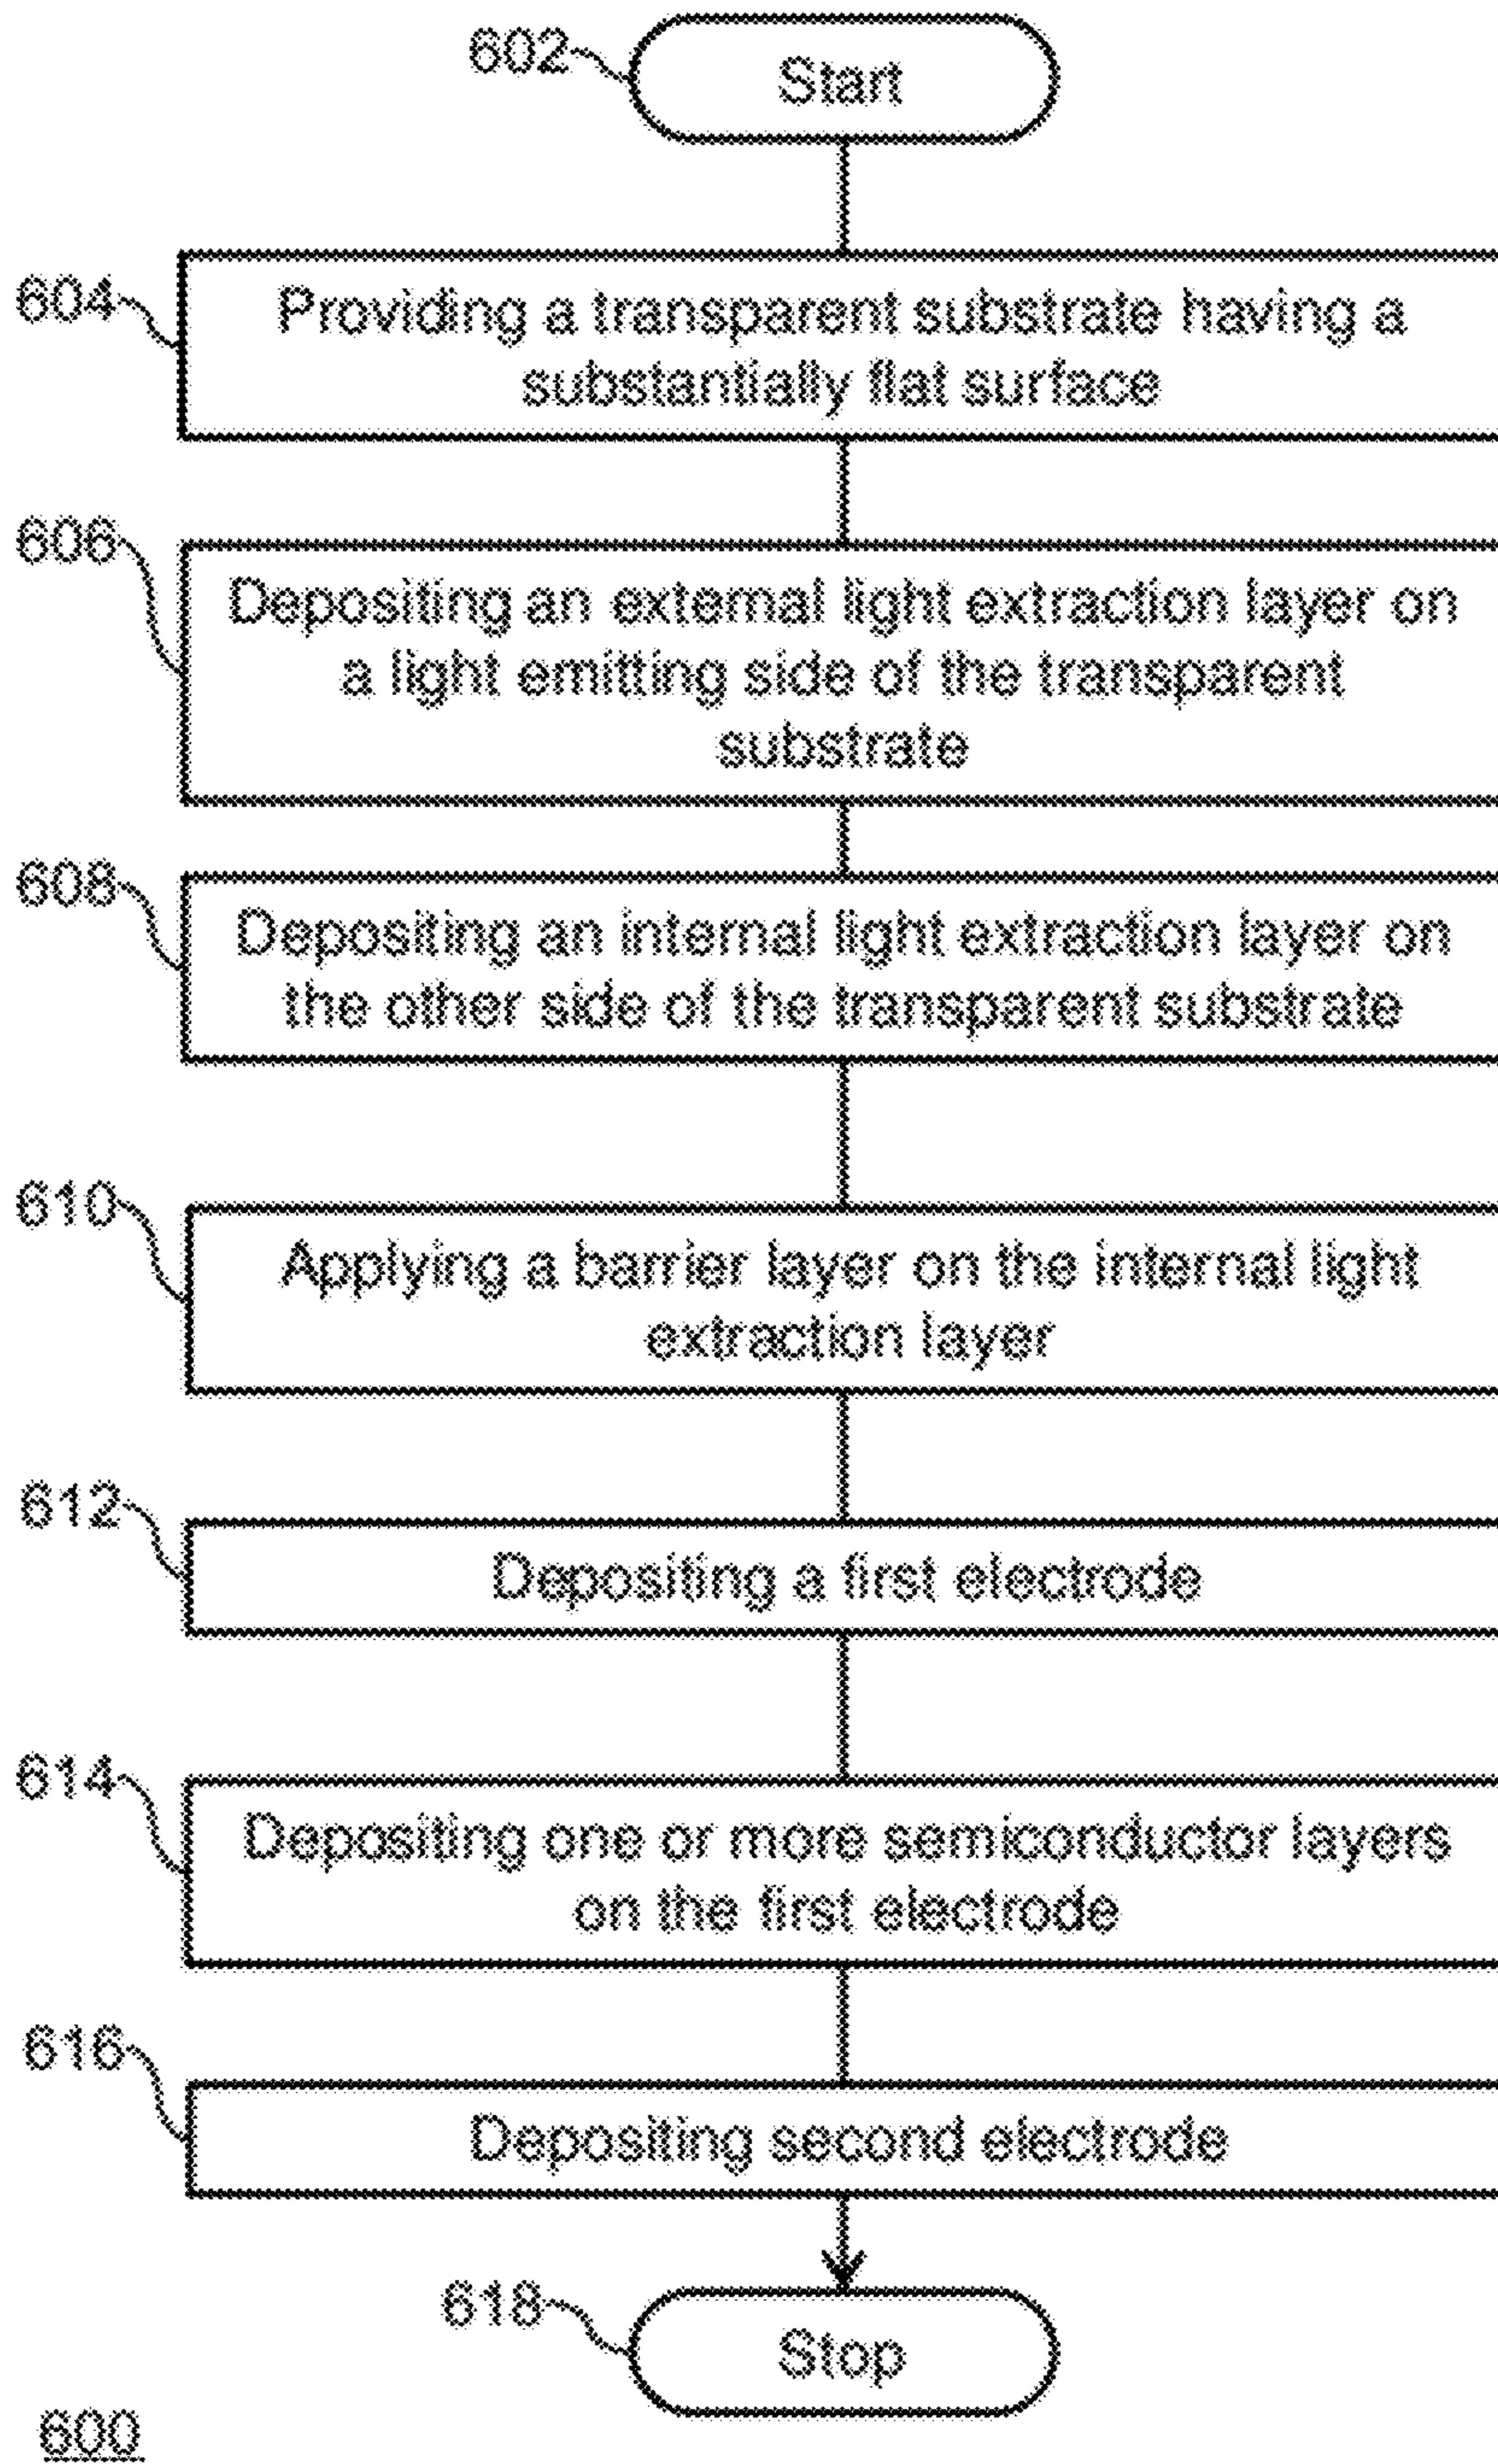 602
Start
604
Providing a transparent substrate having a
substantially flat surface
606
Depositing an external light extraction layer on
a light emitting side of the transparent
substrate
608
Depositing an internal light extraction layer on
the other side of the transparent substrate
610
Applying a barrier layer on the internal light
extraction layer
612
Depositing a first electrode
614
Depositing one or more semiconductor layers
on the first electrode
616
Depositing second electrode
618
Stop
600